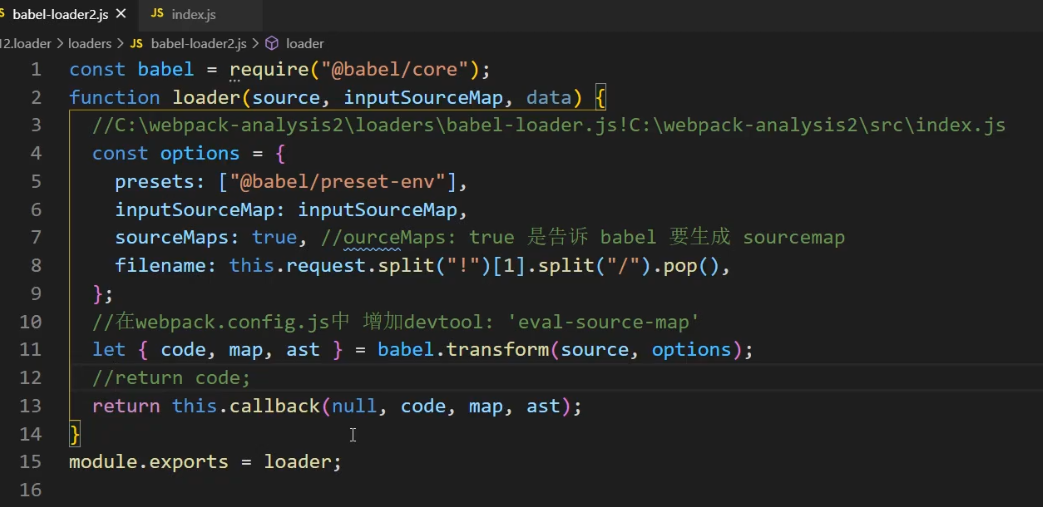 JS babel-loader2.js × JS index.js
12.loader > loaders > JS babel-loader2.js > loader
1 const babel = require("@babel/core");
2 function loader(source, inputSourceMap, data) {
3 //C:\webpack-analysis2\loaders\babel-loader.js!C:\webpack-analysis2\src\index.js
4 const options = {
5 presets: ["@babel/preset-env"],
6 inputSourceMap: inputSourceMap,
7 sourceMaps: true, //ourceMaps: true 是告诉 babel 要生成 sourcemap
8 filename: this.request.split("!")[1].split("/").pop(),
9 };
10 //在webpack.config.js中 增加devtool: 'eval-source-map'
11 let { code, map, ast } = babel.transform(source, options);
12 //return code;
13 return this.callback(null, code, map, ast);
14 }
15 module.exports = loader;
16